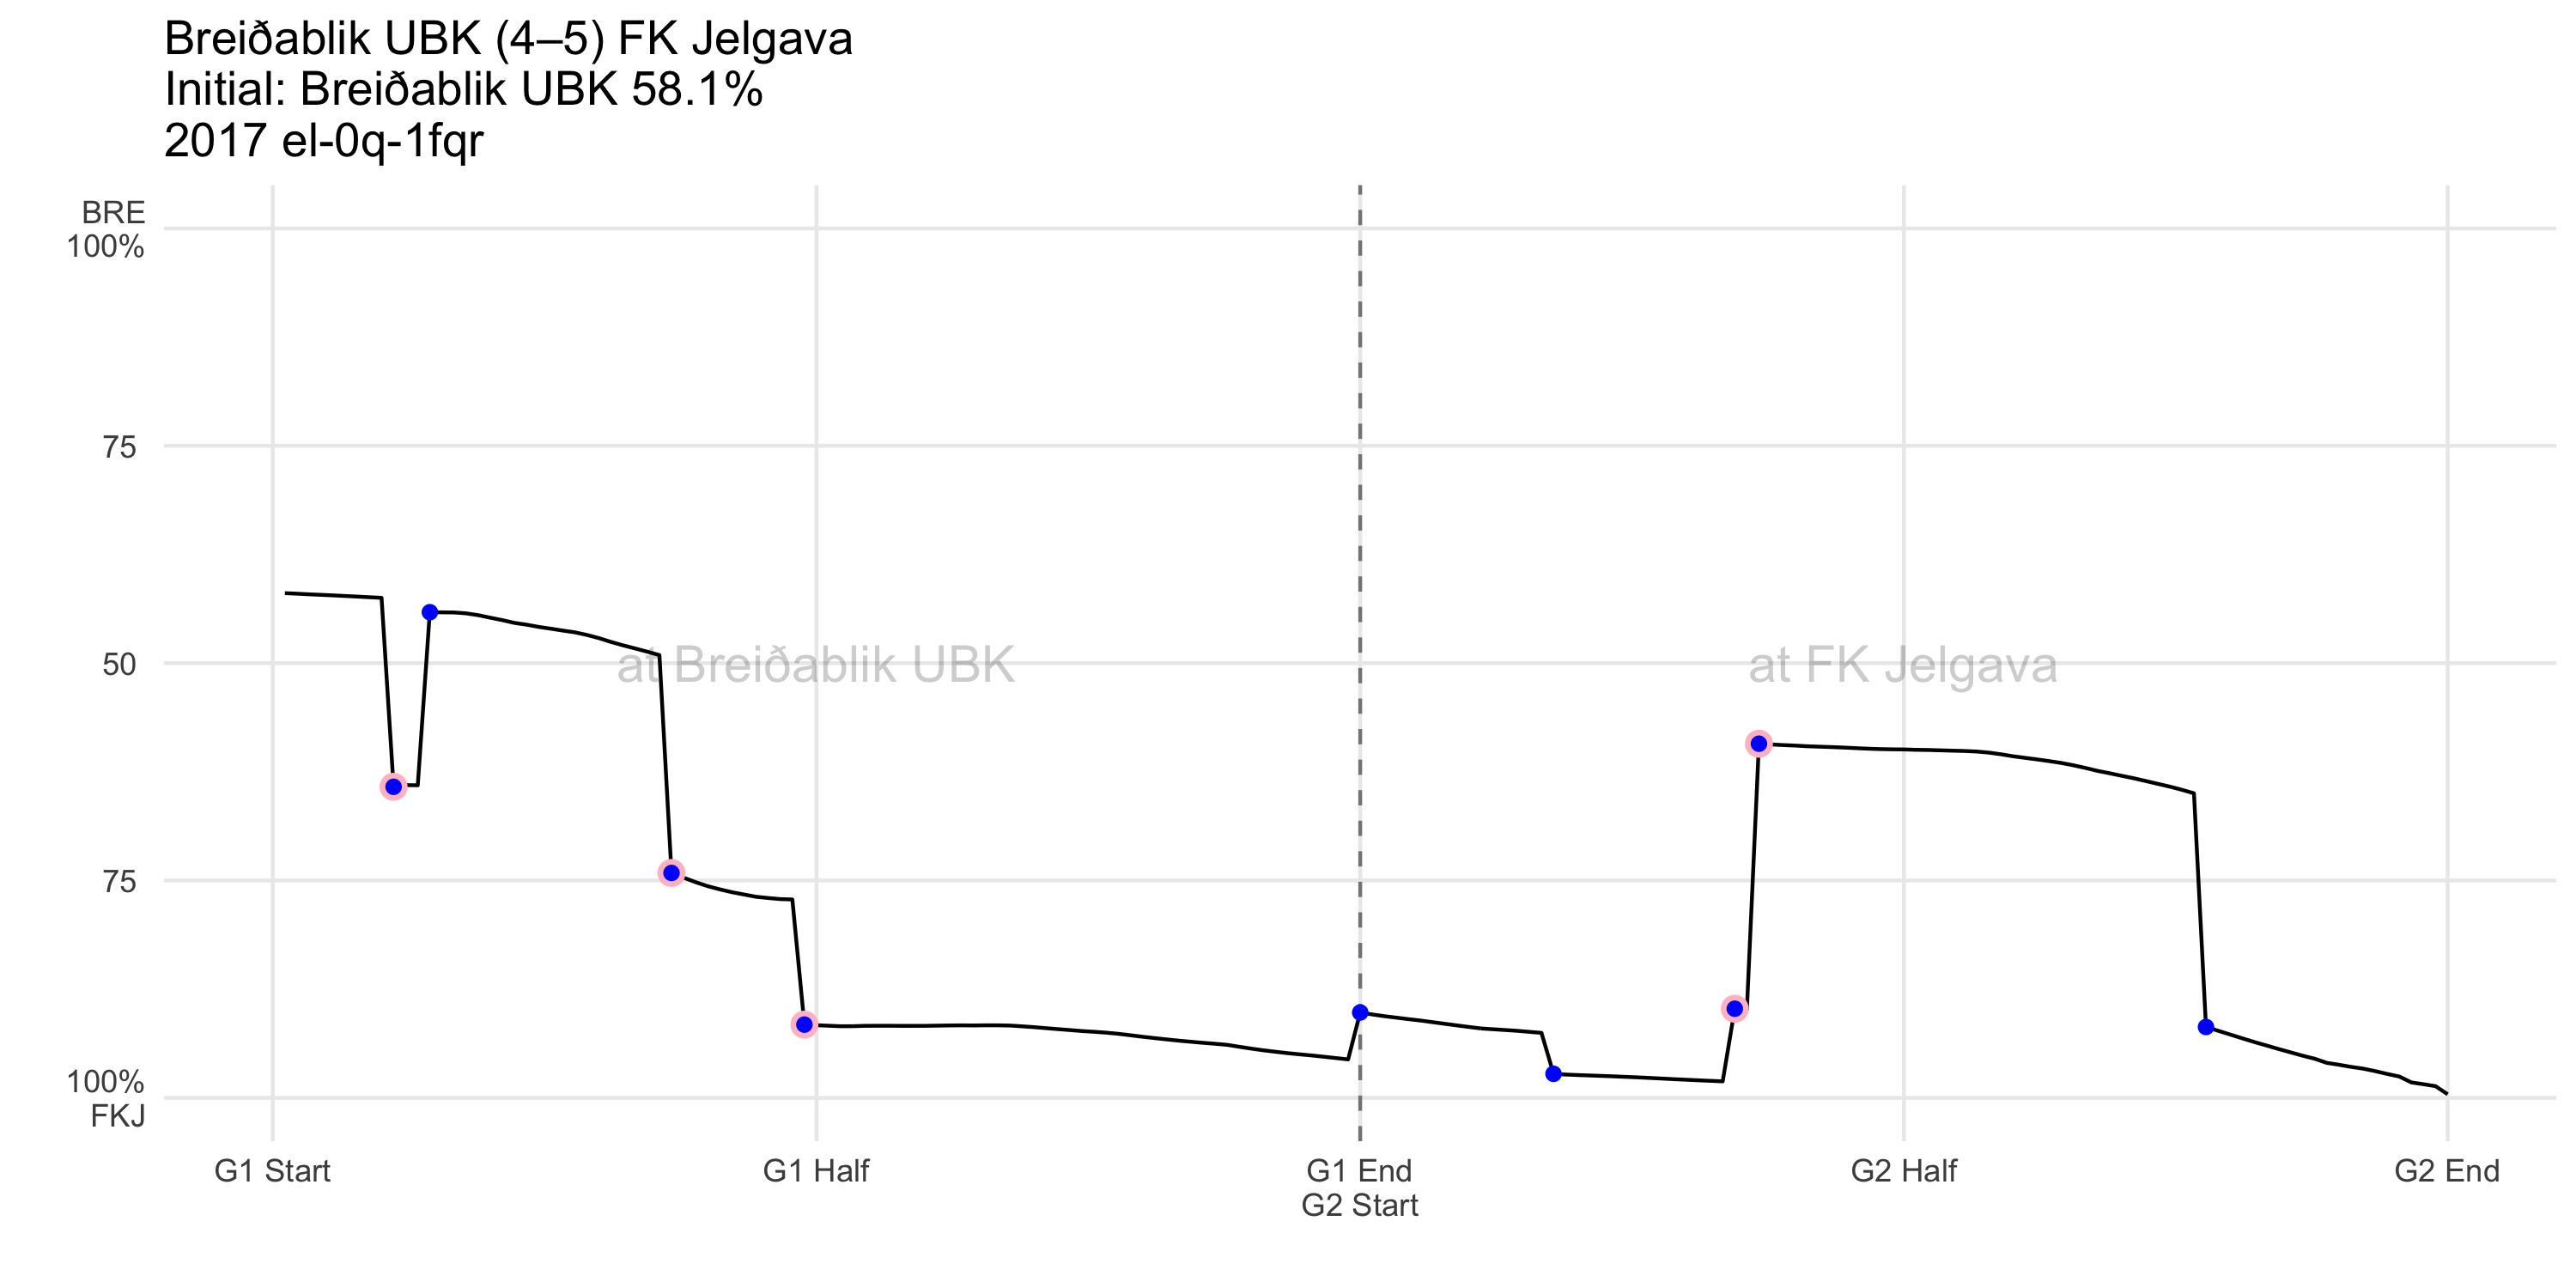 Breiðablik UBK (4–5) FK Jelgava
Initial: Breiðablik UBK 58.1%
2017 el-0q-1fqr
BRE
100%
75
50
75
100%
FKJ
at Breiðablik UBK
at FK Jelgava
G1 Start
G1 Half
G1 End
G2 Start
G2 Half
G2 End